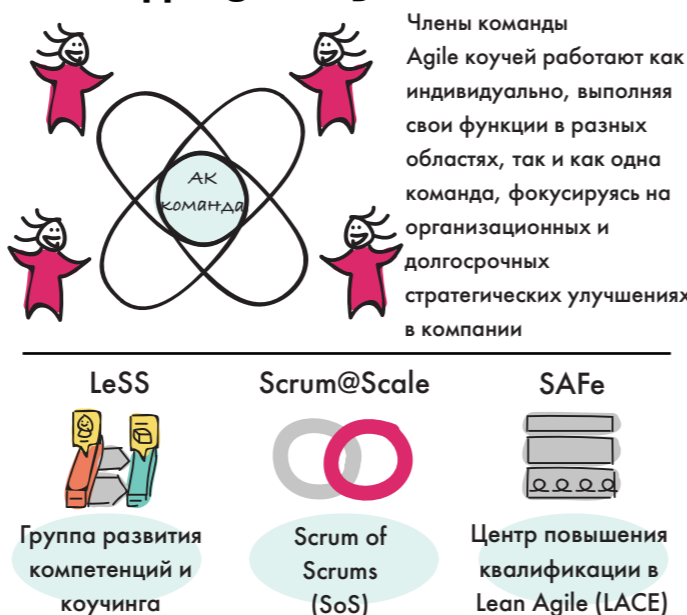 Члены команды
Agile коучей работают как
индивидуально, выполняя
свои функции в разных
областях, так и как одна
команда, фокусируясь на
организационных и
долгосрочных
стратегических улучшениях
в компании
АК
команда
LeSS
Scrum@Scale
SAFe
Группа развития
компетенций и
коучинга
Scrum of
Scrums
(SoS)
Центр повышения
квалификации в
Lean Agile (LACE)